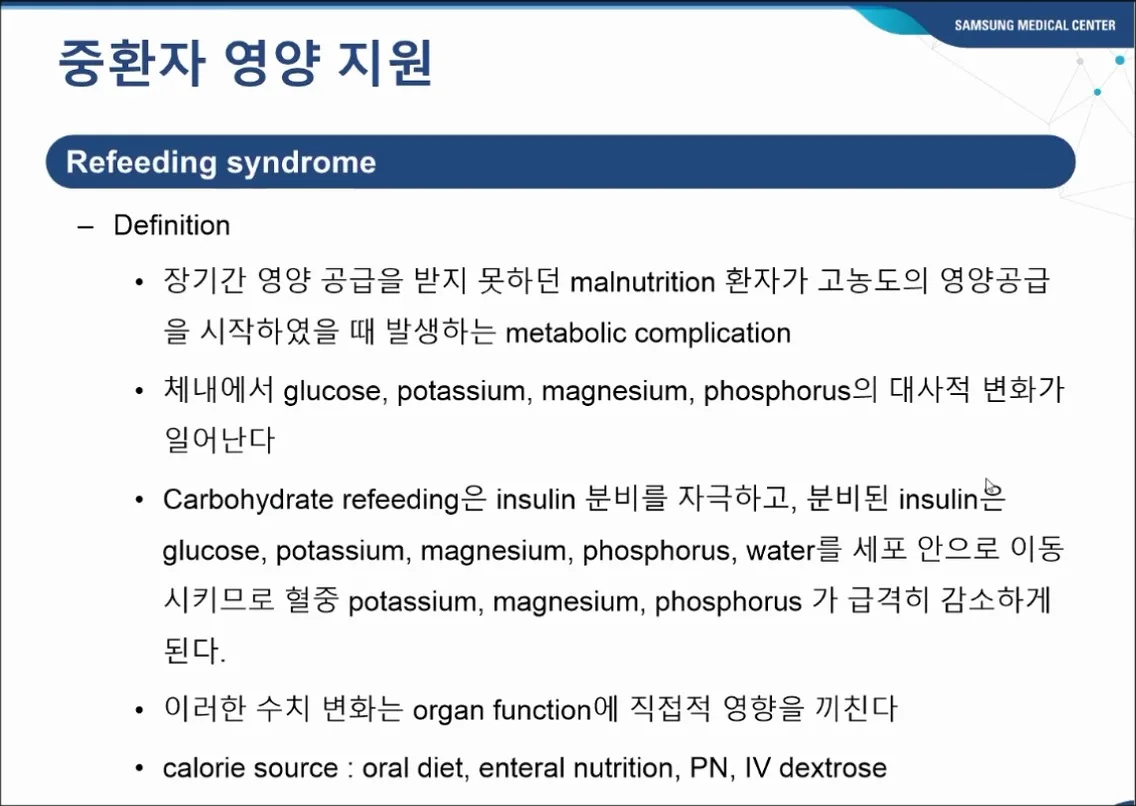 SAMSUNG MEDICAL CENTER
중환자 영양 지원
Refeeding syndrome
– Definition
• 장기간 영양 공급을 받지 못하던 malnutrition 환자가 고농도의 영양공급
을 시작하였을 때 발생하는 metabolic complication
• 체내에서 glucose, potassium, magnesium, phosphorus의 대사적 변화가
일어난다
• Carbohydrate refeeding은 insulin 분비를 자극하고, 분비된 insulin은
glucose, potassium, magnesium, phosphorus, water를 세포 안으로 이동
시키므로 혈중 potassium, magnesium, phosphorus 가 급격히 감소하게
된다.
• 이러한 수치 변화는 organ function에 직접적 영향을 끼친다
• calorie source : oral diet, enteral nutrition, PN, IV dextrose